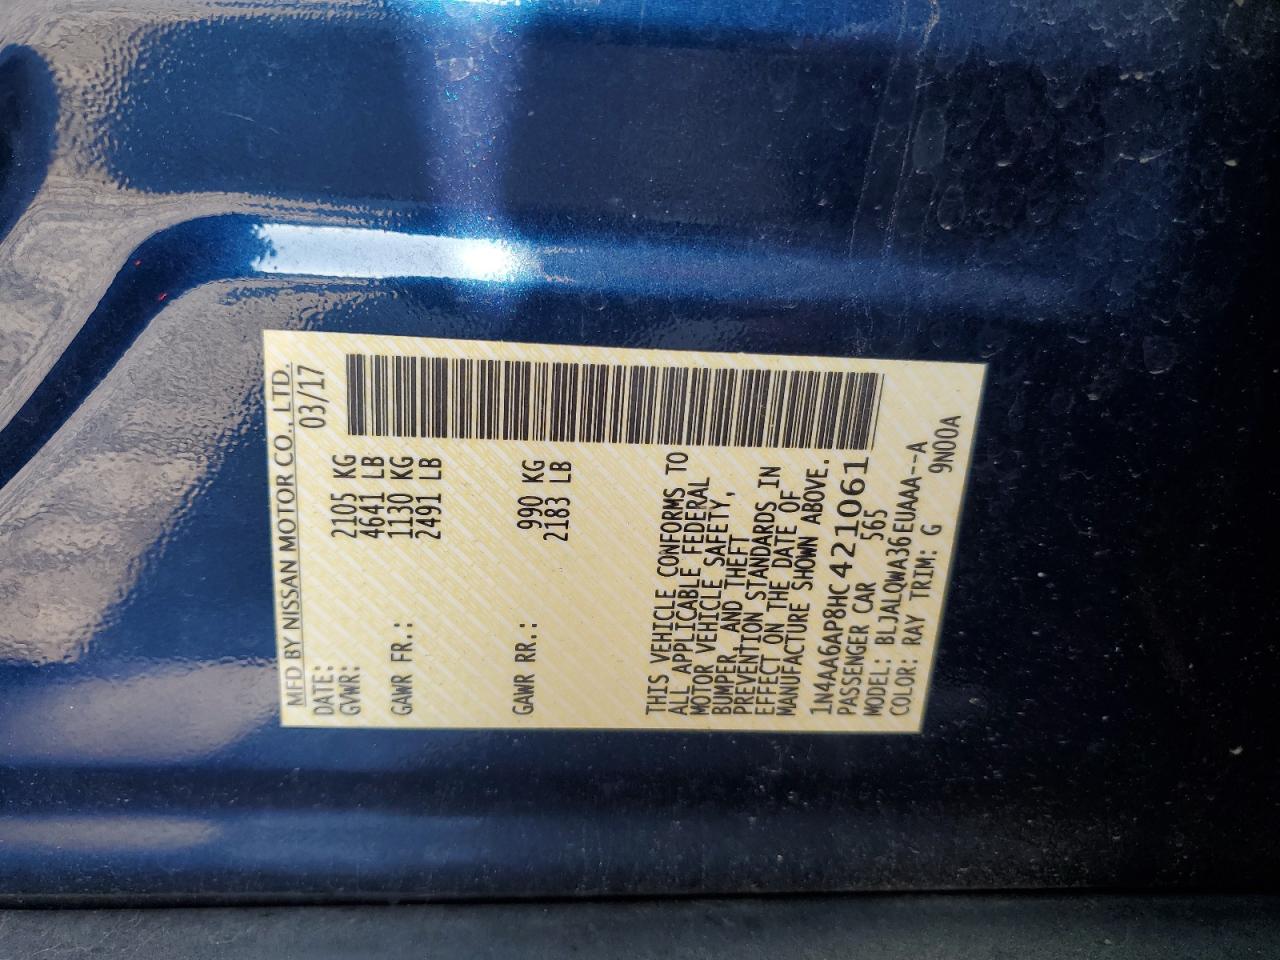 MFD BY NISSAN MOTOR CO., LTD.
DATE: 03/17
GVWR: 2105 KG
4641 LB
GAWR FR.: 1130 KG
2491 LB
GAWR RR.: 990 KG
2183 LB
THIS VEHICLE CONFORMS TO
ALL APPLICABLE FEDERAL
MOTOR VEHICLE SAFETY,
BUMPER, AND THEFT
PREVENTION STANDARDS IN
EFFECT ON THE DATE OF
MANUFACTURE SHOWN ABOVE.
1N4AA6AP8HC421061
PASSENGER CAR 565
MODEL: BLJALQWA36EUAAA--A
COLOR: RAY TRIM: G 9N00A